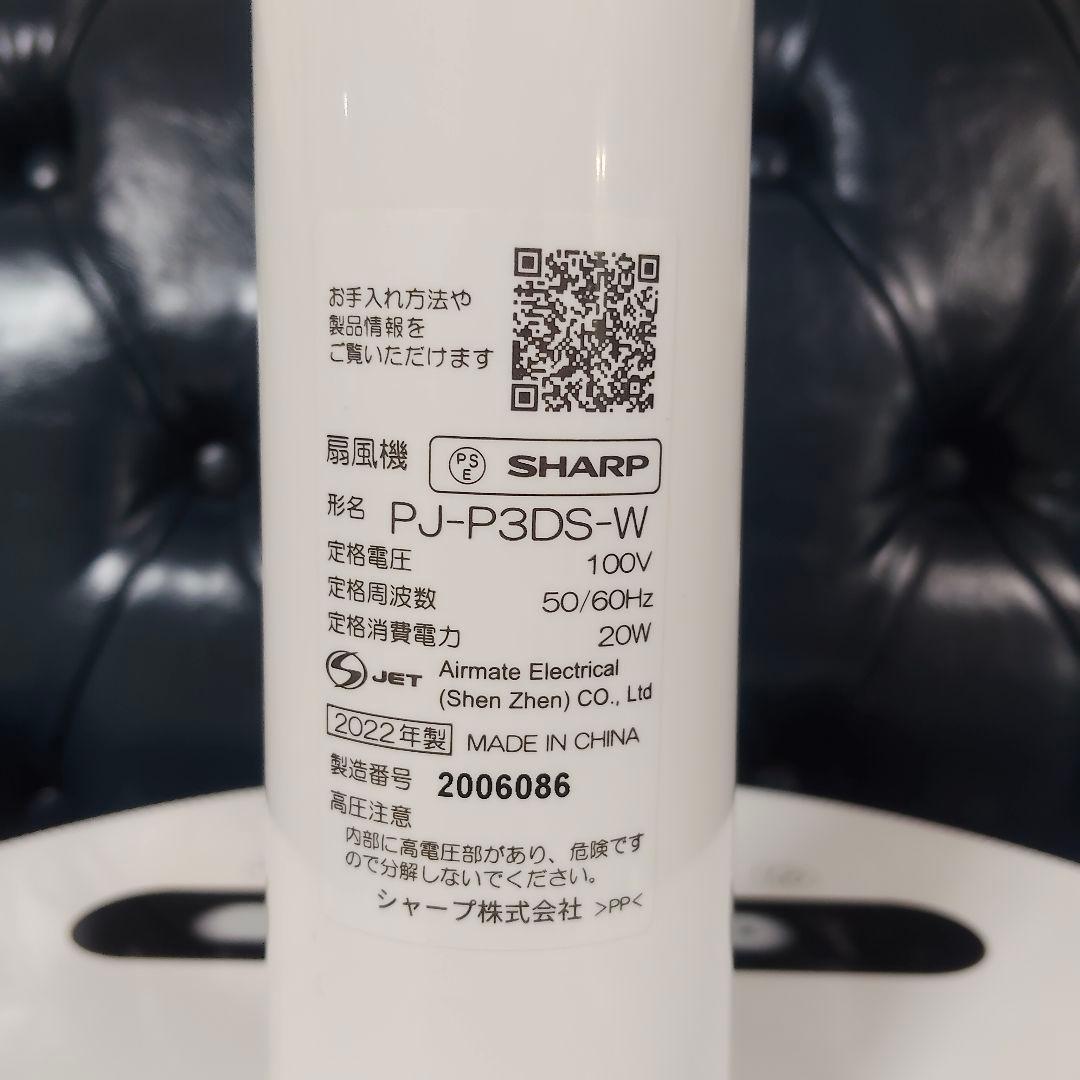 お手入れ方法や
製品情報を
ご覧いただけます
扇風機 PSE SHARP
形名 PJ-P3DS-W
定格電圧 100V
定格周波数 50/60Hz
定格消費電力 20W
JET Airmate Electrical
(Shen Zhen) CO., Ltd
2022年製 MADE IN CHINA
製造番号 2006086
高圧注意
内部に高電圧部があり、危険です
ので分解しないでください。
シャープ株式会社 >PP<